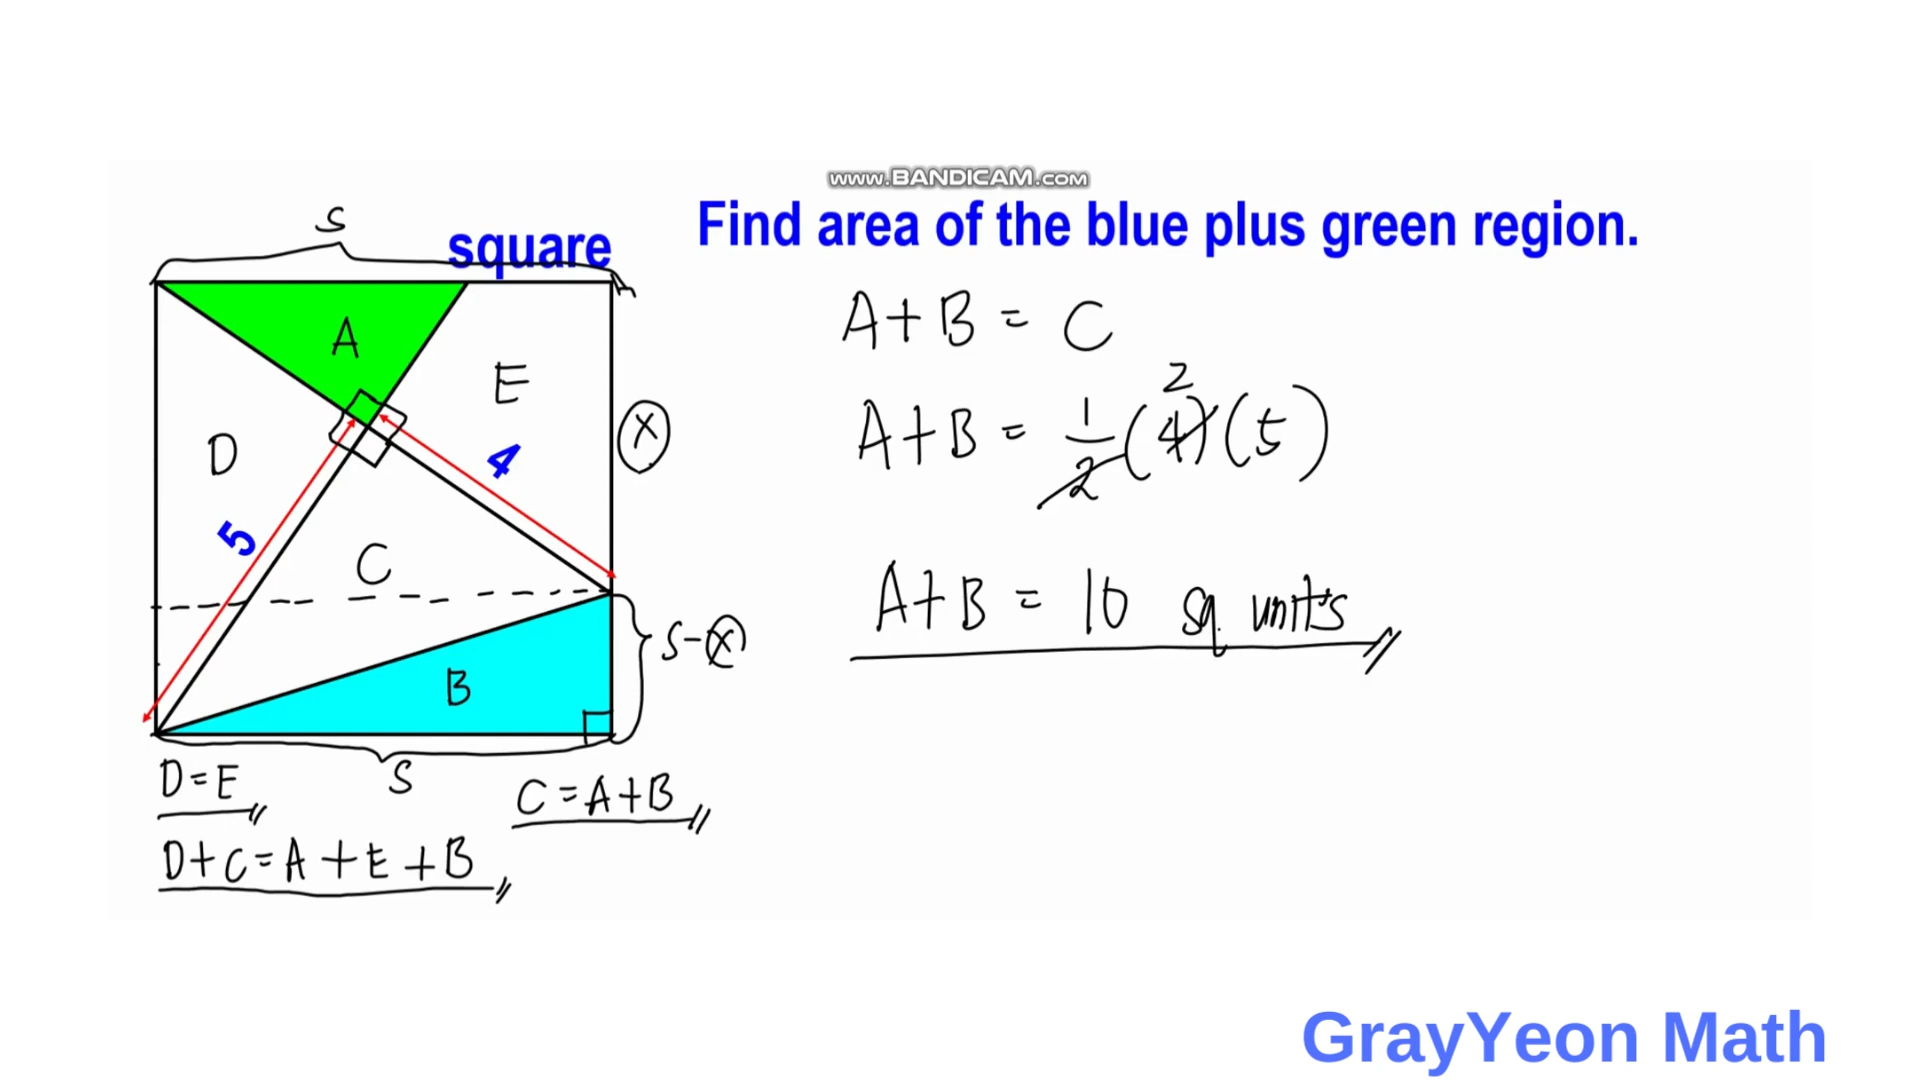 www.BANDICAM.com
Find area of the blue plus green region.
S
square
A
E
D
X
4
5
C
S-X
B
S
D=E
C=A+B
D+C=A+E+B
A+B=C
A+B=1/2(4)(5)
2
A+B=10 sq. units
GrayYeon Math